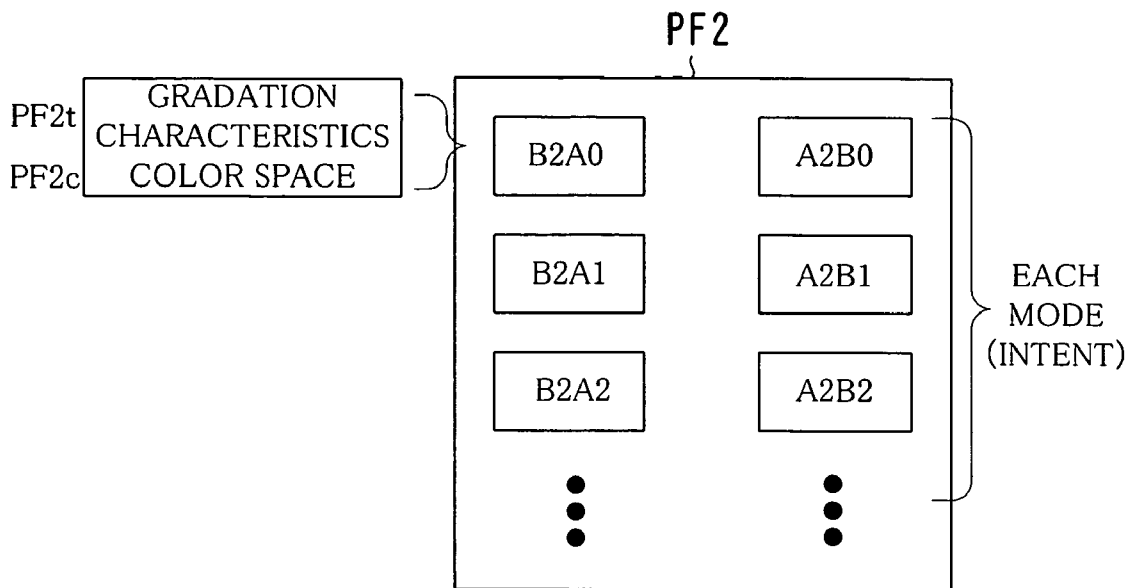 PF2
PF2t
GRADATION
CHARACTERISTICS
PF2c
COLOR SPACE
B2A0
A2B0
B2A1
A2B1
B2A2
A2B2
EACH
MODE
(INTENT)